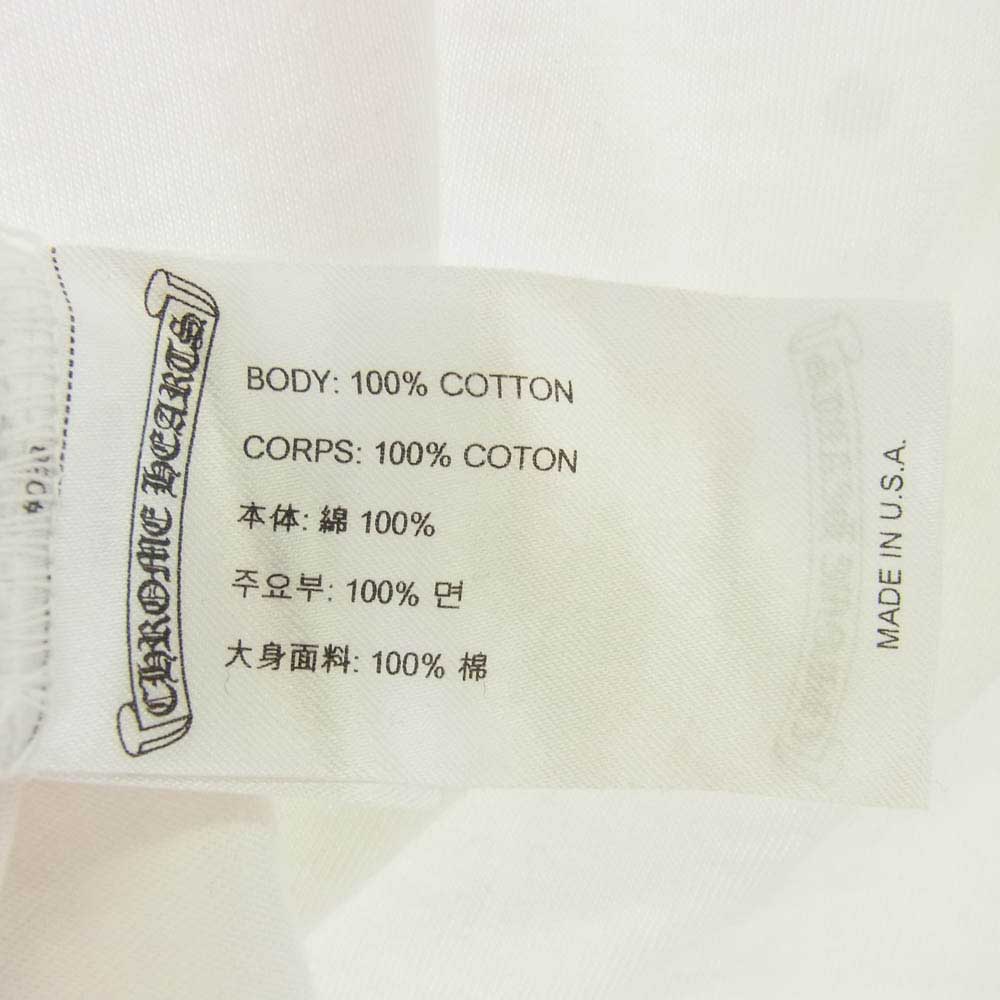 CHROME HEARTS
BODY: 100% COTTON
CORPS: 100% COTON
本体: 綿 100%
주요부: 100% 면
大身面料: 100% 棉
MADE IN U.S.A.